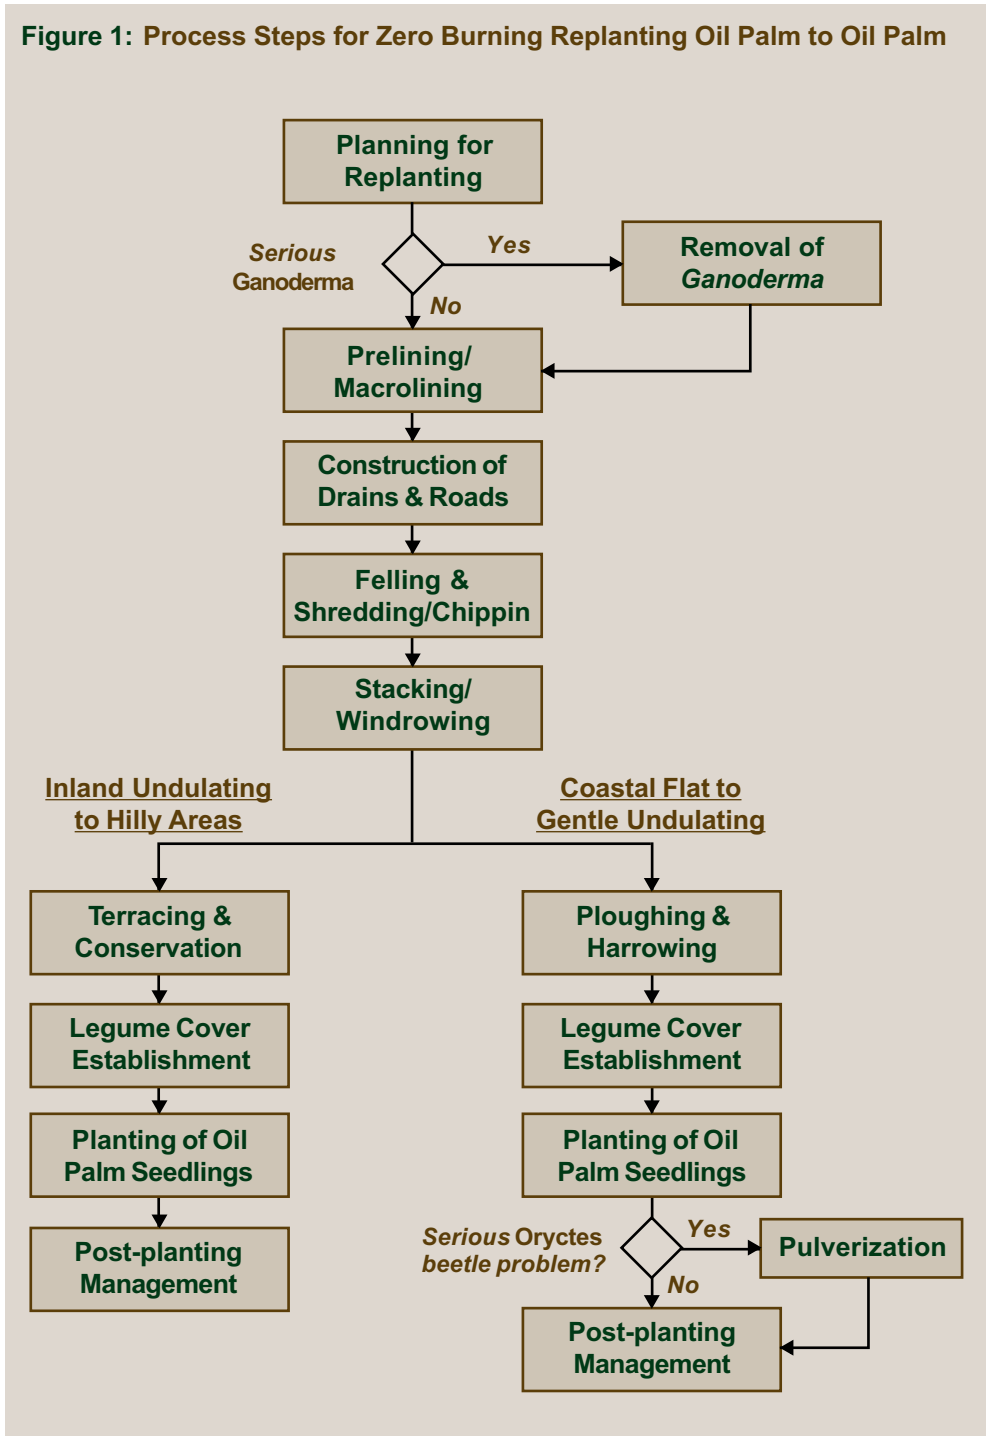 Figure 1: Process Steps for Zero Burning Replanting Oil Palm to Oil Palm
Planning for
Replanting
Serious
Ganoderma
Yes
Removal of
Ganoderma
No
Prelining/
Macrolining
Construction of
Drains & Roads
Felling &
Shredding/Chippin
Stacking/
Windrowing
Inland Undulating
to Hilly Areas
Coastal Flat to
Gentle Undulating
Terracing &
Conservation
Legume Cover
Establishment
Planting of Oil
Palm Seedlings
Post-planting
Management
Ploughing &
Harrowing
Legume Cover
Establishment
Planting of Oil
Palm Seedlings
Serious Oryctes
beetle problem?
Yes
Pulverization
No
Post-planting
Management